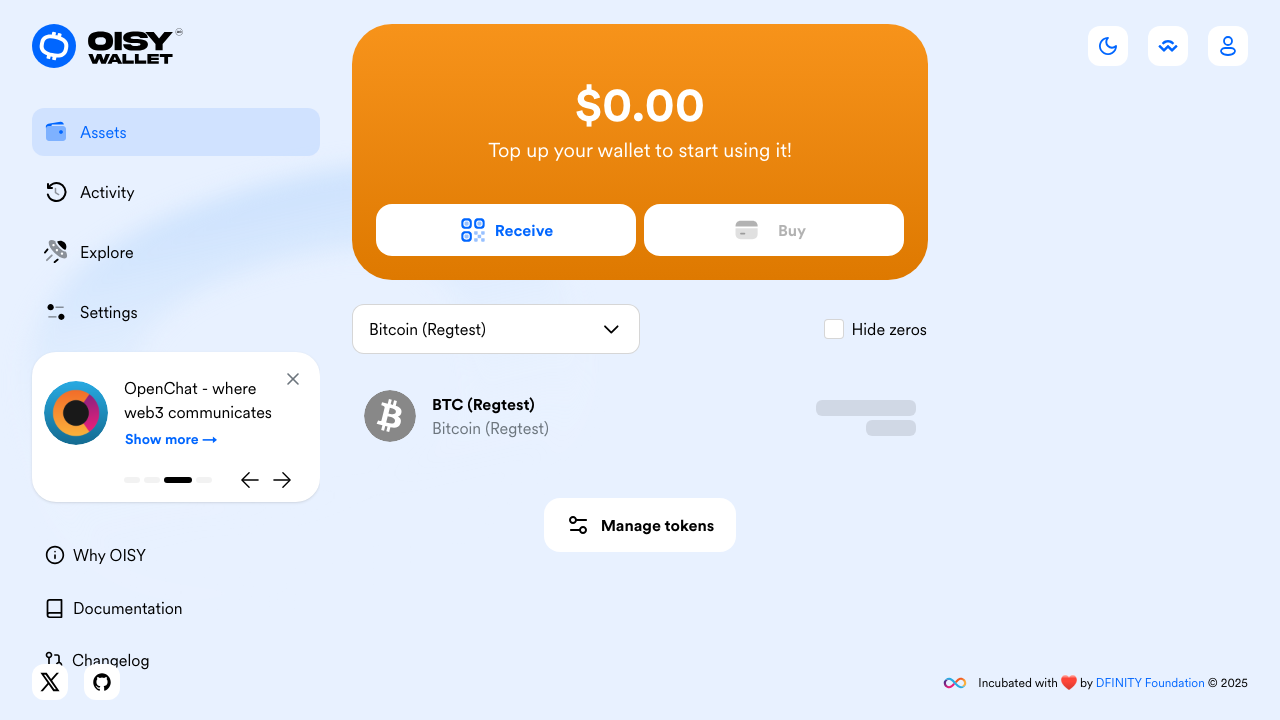 OISY
WALLET
Assets
Activity
Explore
Settings
OpenChat - where
web3 communicates
Show more →
Why OISY
Documentation
Changelog
$0.00
Top up your wallet to start using it!
Receive
Buy
Bitcoin (Regtest)
Hide zeros
BTC (Regtest)
Bitcoin (Regtest)
Manage tokens
Incubated with ❤️ by DFINITY Foundation © 2025